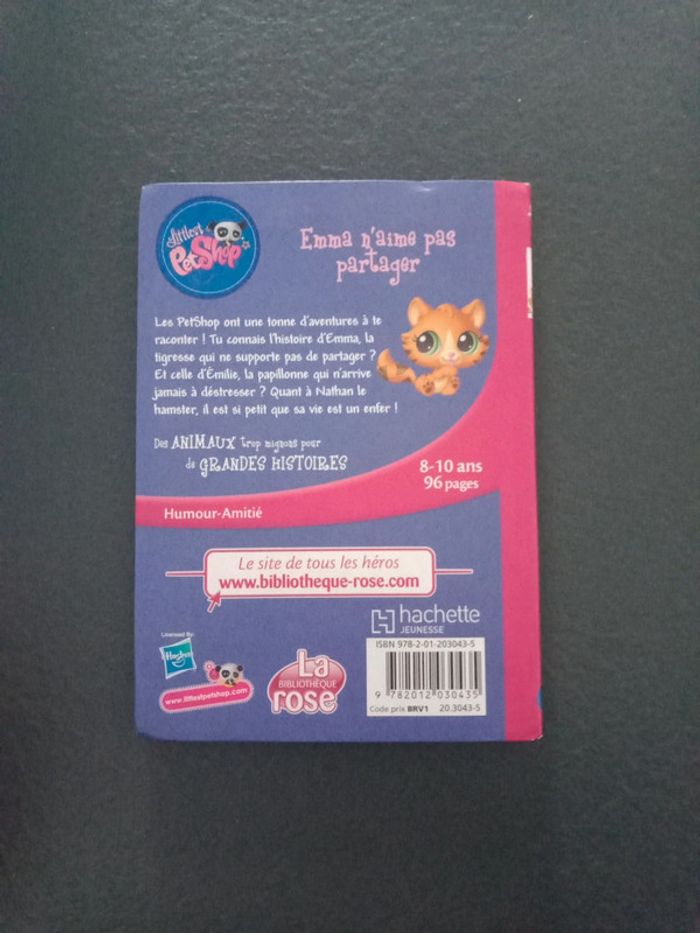 Littlest
PetShop
Emma n'aime pas
partager
Les PetShop ont une tonne d'aventures à te
raconter ! Tu connais l'histoire d'Emma, la
tigresse qui ne supporte pas de partager ?
Et celle d'Émilie, la papillonne qui n'arrive
jamais à déstresser ? Quant à Nathan le
hamster, il est si petit que sa vie est un enfer !
Des ANIMAUX trop mignons pour
de GRANDES HISTOIRES
8-10 ans
96 pages
Humour-Amitié
Le site de tous les héros
www.bibliotheque-rose.com
hachette
JEUNESSE
ISBN 978-2-01-203043-5
9 782012 030435
Code prix BRV1 20.3043-5
Licensed By:
Hasbro
www.littlestpetshop.com
La
BIBLIOTHÈQUE
rose